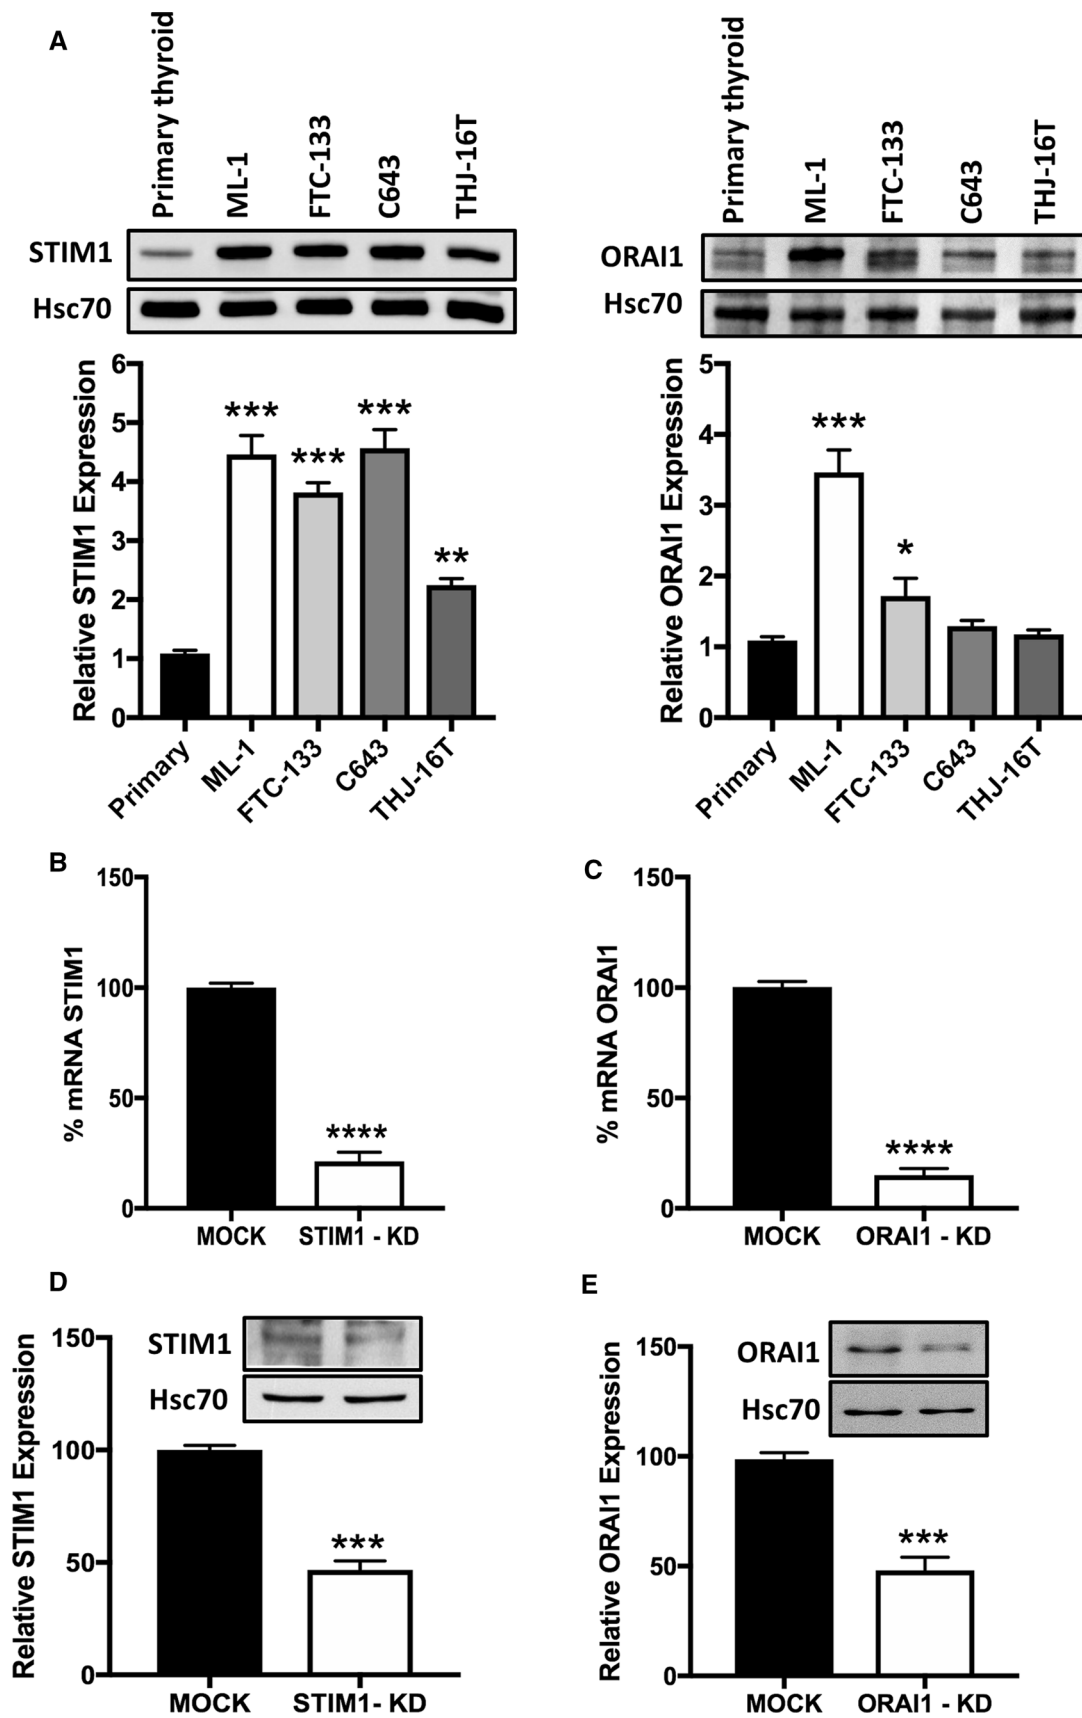 A
Primary thyroid
ML-1
FTC-133
C643
THJ-16T
STIM1
Hsc70
Relative STIM1 Expression
6
5
4
3
2
1
0
***
***
***
**
Primary
ML-1
FTC-133
C643
THJ-16T
Primary thyroid
ML-1
FTC-133
C643
THJ-16T
ORAI1
Hsc70
Relative ORAI1 Expression
5
4
3
2
1
0
***
*
Primary
ML-1
FTC-133
C643
THJ-16T
B
% mRNA STIM1
150
100
50
0
****
MOCK
STIM1 - KD
C
% mRNA ORAI1
150
100
50
0
****
MOCK
ORAI1 - KD
D
STIM1
Hsc70
Relative STIM1 Expression
150
100
50
0
***
MOCK
STIM1- KD
E
ORAI1
Hsc70
Relative ORAI1 Expression
150
100
50
0
***
MOCK
ORAI1 - KD